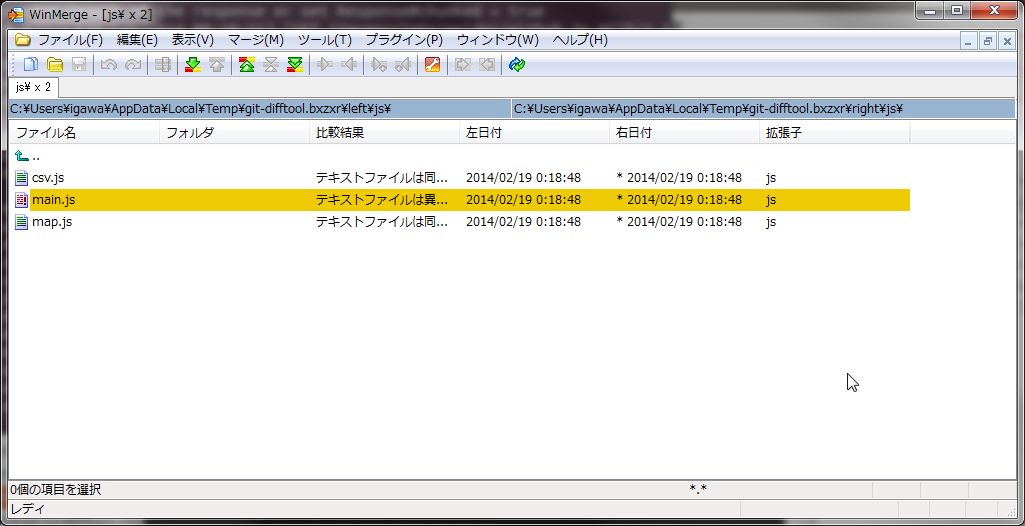 WinMerge - [js¥ x 2]
ファイル(F) 編集(E) 表示(V) マージ(M) ツール(T) プラグイン(P) ウィンドウ(W) ヘルプ(H)
js¥ x 2
C:¥Users¥igawa¥AppData¥Local¥Temp¥git-difftool.bxzxr¥left¥js¥ C:¥Users¥igawa¥AppData¥Local¥Temp¥git-difftool.bxzxr¥right¥js¥
ファイル名 フォルダ 比較結果 左日付 右日付 拡張子
..
csv.js テキストファイルは同... 2014/02/19 0:18:48 * 2014/02/19 0:18:48 js
main.js テキストファイルは異... 2014/02/19 0:18:48 * 2014/02/19 0:18:48 js
map.js テキストファイルは同... 2014/02/19 0:18:48 * 2014/02/19 0:18:48 js
0個の項目を選択 *.*
レディ